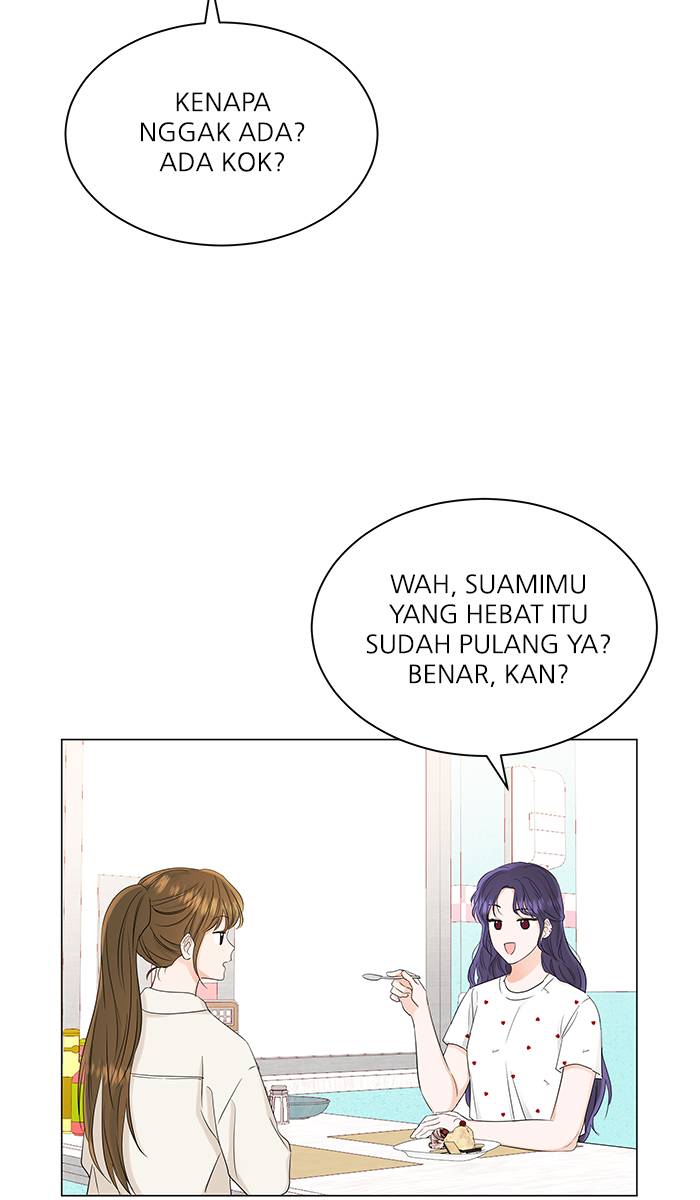 KENAPA
NGGAK ADA?
ADA KOK?
WAH, SUAMIMU
YANG HEBAT ITU
SUDAH PULANG YA?
BENAR, KAN?